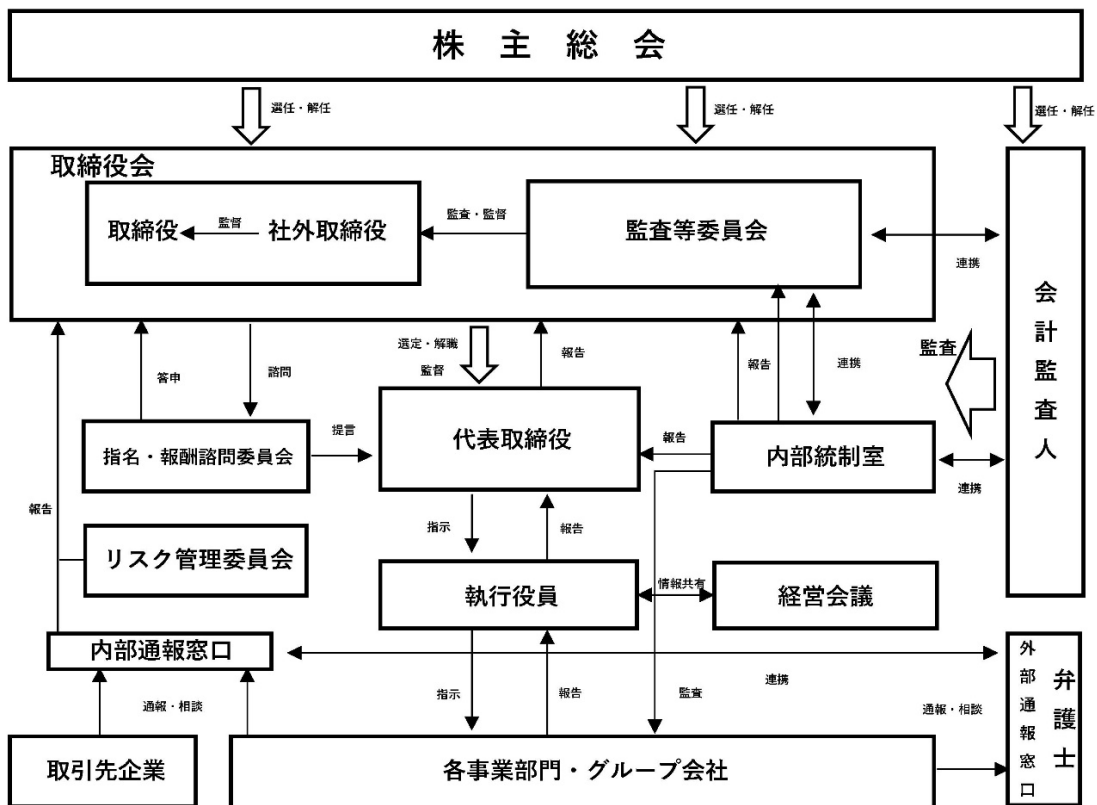 株 主 総 会
選任・解任
選任・解任
選任・解任
取締役会
取締役
監督
社外取締役
監査・監督
監査等委員会
連携
会計監査人
監査
選定・解職
監督
報告
報告
連携
答申
諮問
指名・報酬諮問委員会
提言
代表取締役
報告
内部統制室
連携
報告
指示
報告
リスク管理委員会
執行役員
情報共有
経営会議
内部通報窓口
連携
外部通報窓口
弁護士
通報・相談
指示
報告
監査
通報・相談
取引先企業
各事業部門・グループ会社